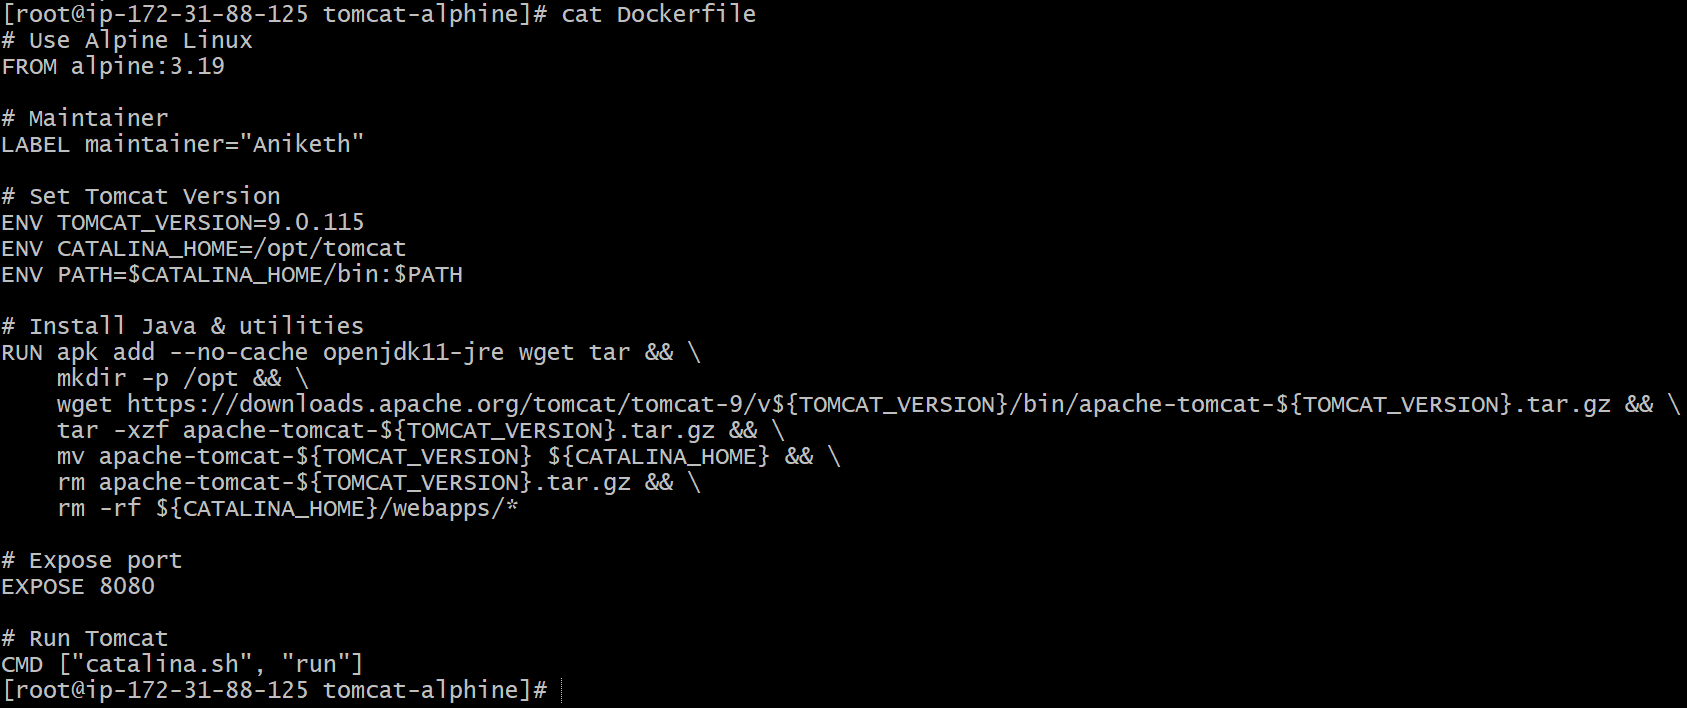 [root@ip-172-31-88-125 tomcat-alphine]# cat Dockerfile
# Use Alpine Linux
FROM alpine:3.19

# Maintainer
LABEL maintainer="Aniketh"

# Set Tomcat Version
ENV TOMCAT_VERSION=9.0.115
ENV CATALINA_HOME=/opt/tomcat
ENV PATH=$CATALINA_HOME/bin:$PATH

# Install Java & utilities
RUN apk add --no-cache openjdk11-jre wget tar && \
    mkdir -p /opt && \
    wget https://downloads.apache.org/tomcat/tomcat-9/v${TOMCAT_VERSION}/bin/apache-tomcat-${TOMCAT_VERSION}.tar.gz && \
    tar -xzf apache-tomcat-${TOMCAT_VERSION}.tar.gz && \
    mv apache-tomcat-${TOMCAT_VERSION} ${CATALINA_HOME} && \
    rm apache-tomcat-${TOMCAT_VERSION}.tar.gz && \
    rm -rf ${CATALINA_HOME}/webapps/*

# Expose port
EXPOSE 8080

# Run Tomcat
CMD ["catalina.sh", "run"]
[root@ip-172-31-88-125 tomcat-alphine]#